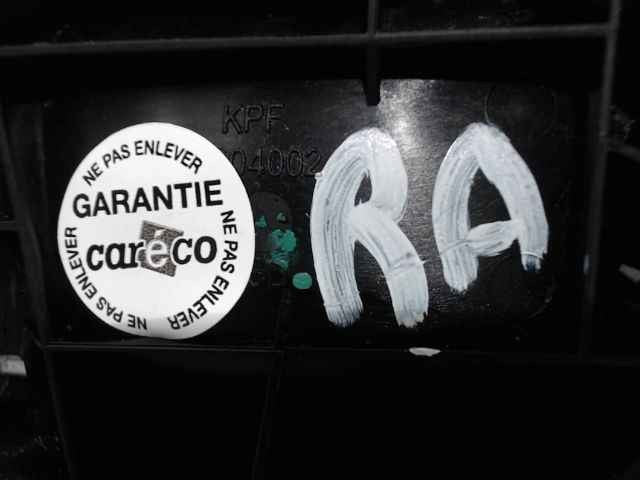 NE PAS ENLEVER
GARANTIE
caréco
NE PAS ENLEVER
NE PAS ENLEVER
KPF
04002
RA